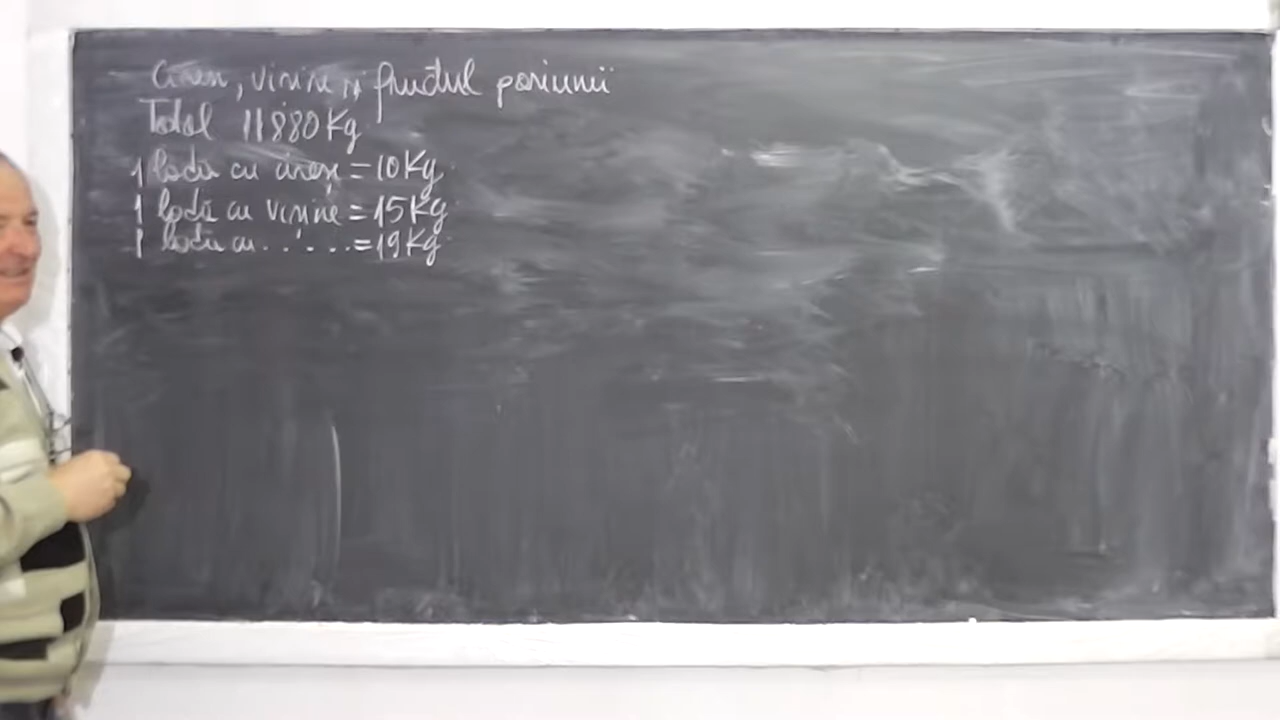 Cireșe, vișine și fructul pasiunii
Total 11880 Kg
1 ladă cu cireșe = 10 Kg
1 ladă cu vișine = 15 Kg
1 ladă cu . . . . . = 19 Kg